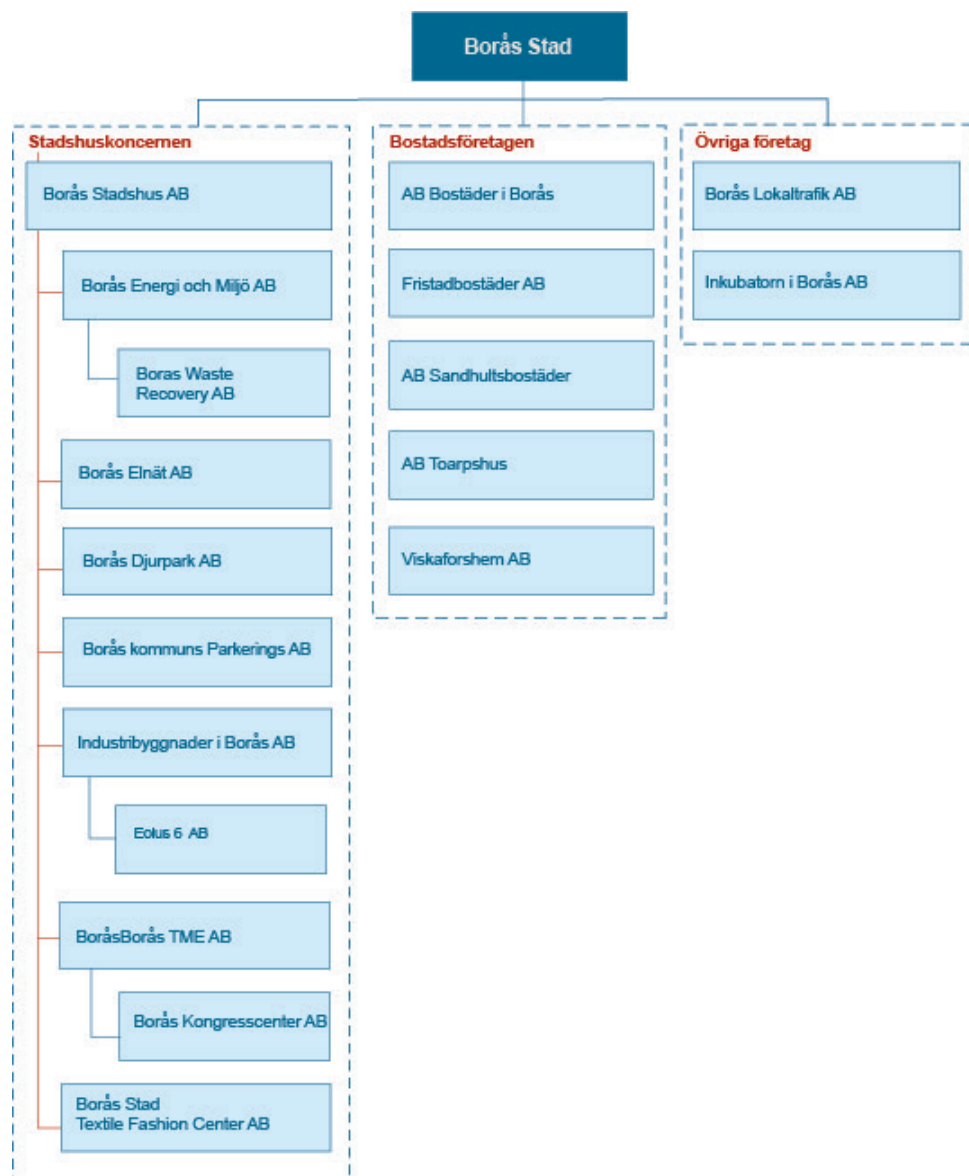 Borås Stad
Stadshuskoncernen
Borås Stadshus AB
Borås Energi och Miljö AB
Boras Waste
Recovery AB
Borås Elnät AB
Borås Djurpark AB
Borås kommuns Parkerings AB
Industribyggnader i Borås AB
Eolus 6 AB
BoråsBorås TME AB
Borås Kongresscenter AB
Borås Stad
Textile Fashion Center AB
Bostadsföretagen
AB Bostäder i Borås
Fristadbostäder AB
AB Sandhultsbostäder
AB Toarpshus
Viskaforshem AB
Övriga företag
Borås Lokaltrafik AB
Inkubatorn i Borås AB